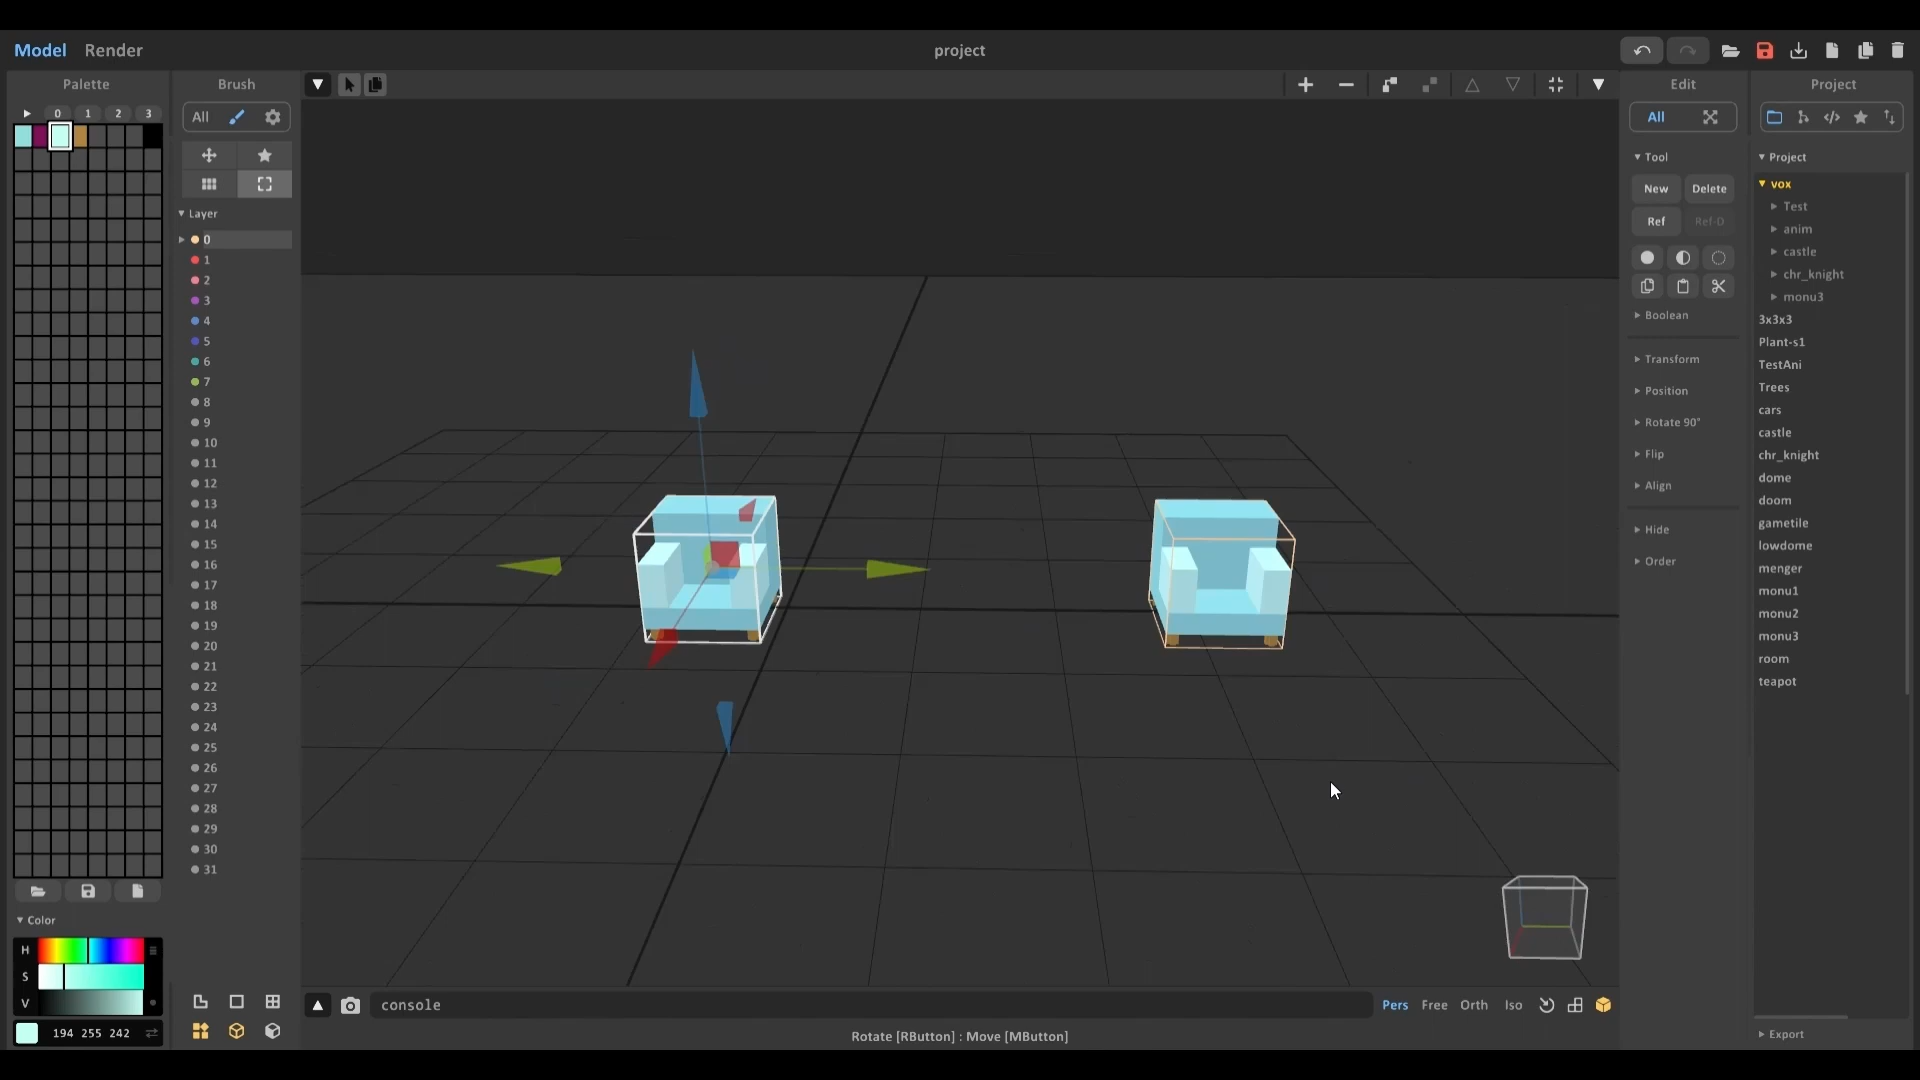 Model Render project
Palette Brush Edit Project
0 1 2 3
All
All
Tool
Project
New Delete
vox
Test
Layer
Ref Ref-D
anim
0
castle
1
chr_knight
2
monu3
3
Boolean
3x3x3
4
Plant-s1
5
Transform
TestAni
6
Trees
7
Position
cars
8
Rotate 90°
castle
9
Flip
chr_knight
10
dome
11
Align
doom
12
gametile
13
Hide
lowdome
14
Order
menger
15
monu1
16
monu2
17
monu3
18
room
19
teapot
20
21
22
23
24
25
26
27
28
29
30
31
Color
H
S
V
194 255 242
console
Pers Free Orth Iso
Rotate [RButton] : Move [MButton]
Export